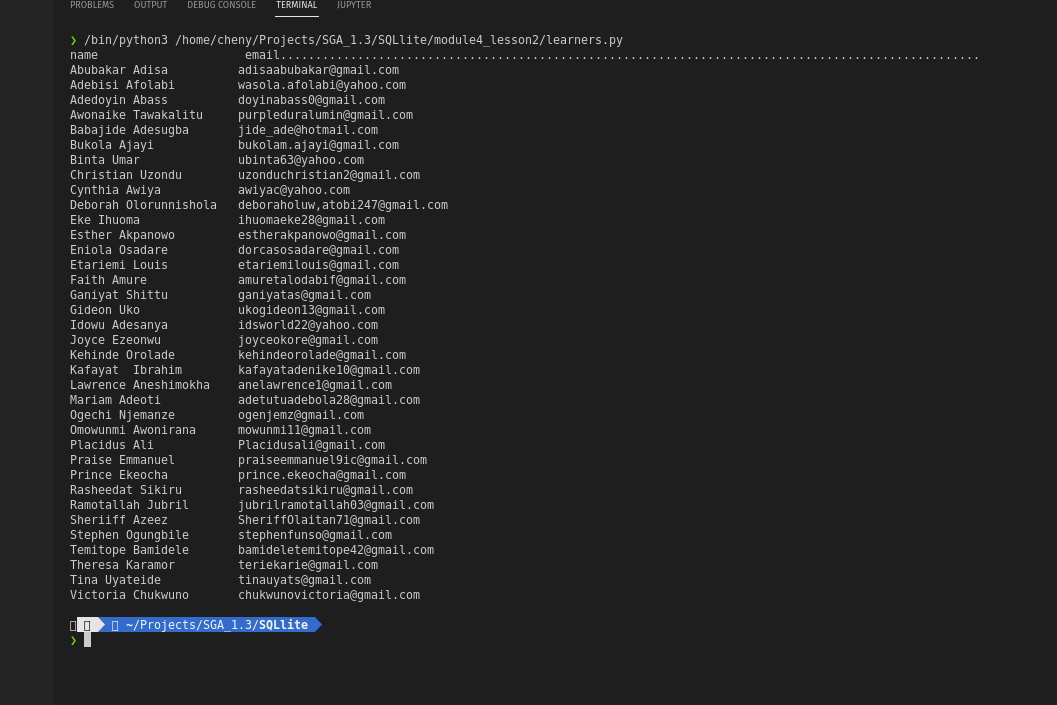 PROBLEMS OUTPUT DEBUG CONSOLE TERMINAL JUPYTER
❯ /bin/python3 /home/cheny/Projects/SGA_1.3/SQLlite/module4_lesson2/learners.py
name email....................................................................................................
Abubakar Adisa adisaabubakar@gmail.com
Adebisi Afolabi wasola.afolabi@yahoo.com
Adedoyin Abass doyinabass0@gmail.com
Awonaike Tawakalitu purpleduralumin@gmail.com
Babajide Adesugba jide_ade@hotmail.com
Bukola Ajayi bukolam.ajayi@gmail.com
Binta Umar ubinta63@yahoo.com
Christian Uzondu uzonduchristian2@gmail.com
Cynthia Awiya awiyac@yahoo.com
Deborah Olorunnishola deboraholuw,atobi247@gmail.com
Eke Ihuoma ihuomaeke28@gmail.com
Esther Akpanowo estherakpanowo@gmail.com
Eniola Osadare dorcasosadare@gmail.com
Etariemi Louis etariemilouis@gmail.com
Faith Amure amuretalodabif@gmail.com
Ganiyat Shittu ganiyatas@gmail.com
Gideon Uko ukogideon13@gmail.com
Idowu Adesanya idsworld22@yahoo.com
Joyce Ezeonwu joyceokore@gmail.com
Kehinde Orolade kehindeorolade@gmail.com
Kafayat  Ibrahim kafayatadenike10@gmail.com
Lawrence Aneshimokha anelawrence1@gmail.com
Mariam Adeoti adetutuadebola28@gmail.com
Ogechi Njemanze ogenjemz@gmail.com
Omowunmi Awonirana mowunmi11@gmail.com
Placidus Ali Placidusali@gmail.com
Praise Emmanuel praiseemmanuel9ic@gmail.com
Prince Ekeocha prince.ekeocha@gmail.com
Rasheedat Sikiru rasheedatsikiru@gmail.com
Ramotallah Jubril jubrilramotallah03@gmail.com
Sheriiff Azeez SheriffOlaitan71@gmail.com
Stephen Ogungbile stephenfunso@gmail.com
Temitope Bamidele bamideletemitope42@gmail.com
Theresa Karamor teriekarie@gmail.com
Tina Uyateide tinauyats@gmail.com
Victoria Chukwuno chukwunovictoria@gmail.com
~/Projects/SGA_1.3/SQLlite
❯